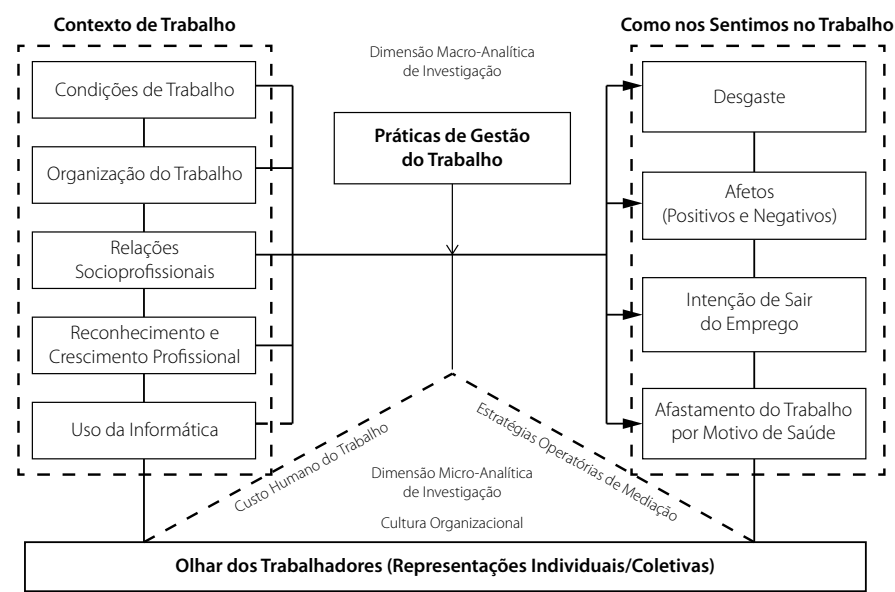 Contexto de Trabalho
Como nos Sentimos no Trabalho
Dimensão Macro-Analítica
de Investigação
Condições de Trabalho
Desgaste
Práticas de Gestão
do Trabalho
Organização do Trabalho
Afetos
(Positivos e Negativos)
Relações
Socioprofissionais
Intenção de Sair
do Emprego
Reconhecimento e
Crescimento Profissional
Uso da Informática
Afastamento do Trabalho
por Motivo de Saúde
Custo Humano do Trabalho
Estratégias Operatórias de Mediação
Dimensão Micro-Analítica
de Investigação
Cultura Organizacional
Olhar dos Trabalhadores (Representações Individuais/Coletivas)